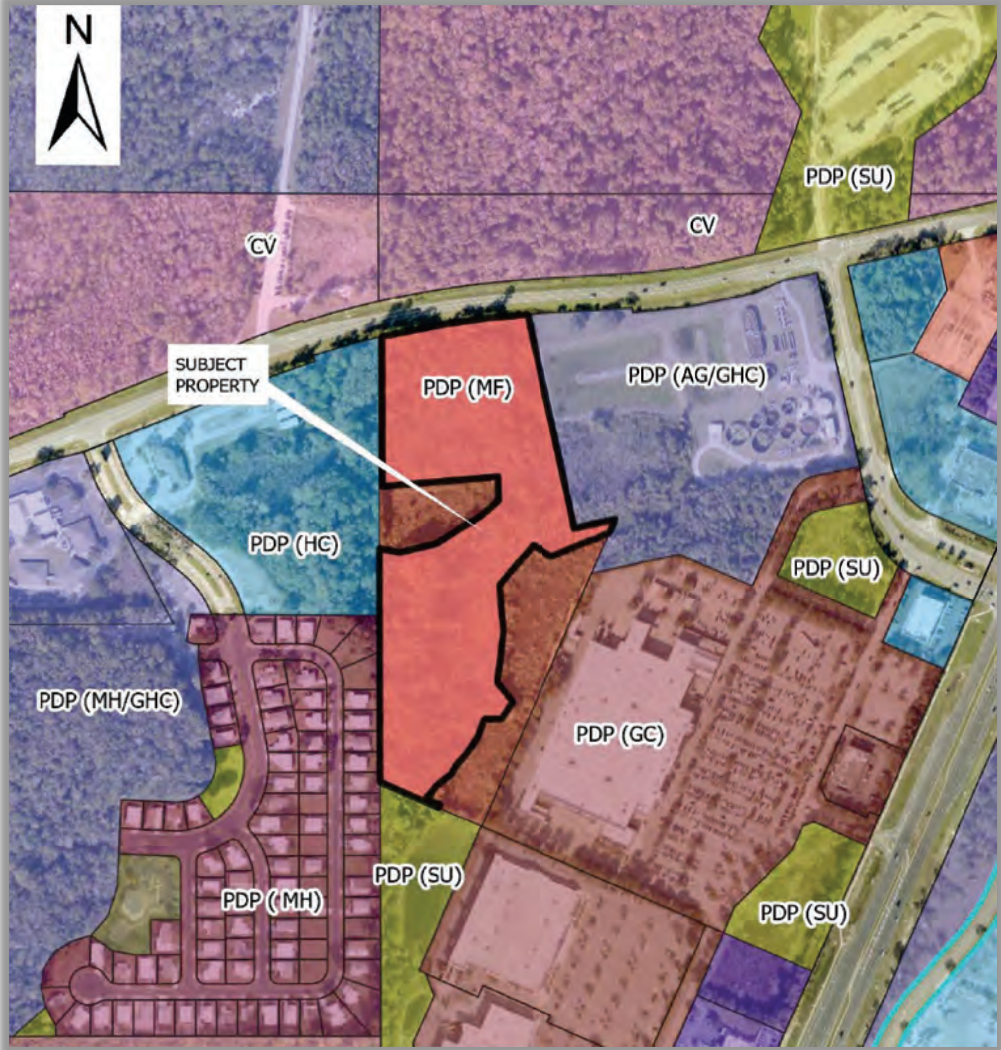 N
PDP (SU)
CV
CV
SUBJECT
PROPERTY
PDP (MF)
PDP (AG/GHC)
PDP (HC)
PDP (SU)
PDP (MH/GHC)
PDP (GC)
PDP (SU)
PDP ( MH)
PDP (SU)